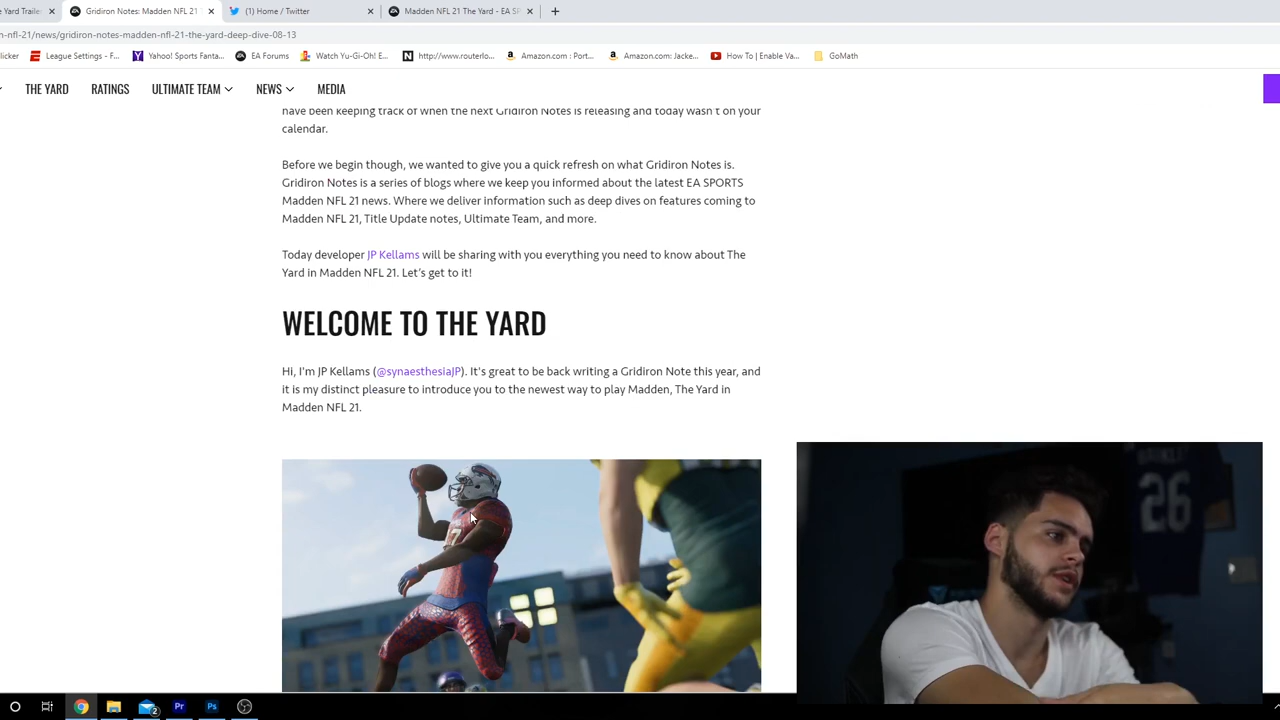 e Yard Traile
Gridiron Notes: Madden NFL 21
(1) Home / Twitter
Madden NFL 21 The Yard - EA SP
n-nfl-21/news/gridiron-notes-madden-nfl-21-the-yard-deep-dive-08-13
licker
League Settings - F...
Yahoo! Sports Fanta...
EA Forums
Watch Yu-Gi-Oh! E...
http://www.routerlo...
Amazon.com : Port...
Amazon.com: Jacke...
How To | Enable Va...
GoMath
THE YARD
RATINGS
ULTIMATE TEAM
NEWS
MEDIA
have been keeping track of when the next Gridiron Notes is releasing and today wasn't on your
calendar.
Before we begin though, we wanted to give you a quick refresh on what Gridiron Notes is.
Gridiron Notes is a series of blogs where we keep you informed about the latest EA SPORTS
Madden NFL 21 news. Where we deliver information such as deep dives on features coming to
Madden NFL 21, Title Update notes, Ultimate Team, and more.
Today developer JP Kellams will be sharing with you everything you need to know about The
Yard in Madden NFL 21. Let's get to it!
WELCOME TO THE YARD
Hi, I'm JP Kellams (@synaesthesiaJP). It's great to be back writing a Gridiron Note this year, and
it is my distinct pleasure to introduce you to the newest way to play Madden, The Yard in
Madden NFL 21.
26